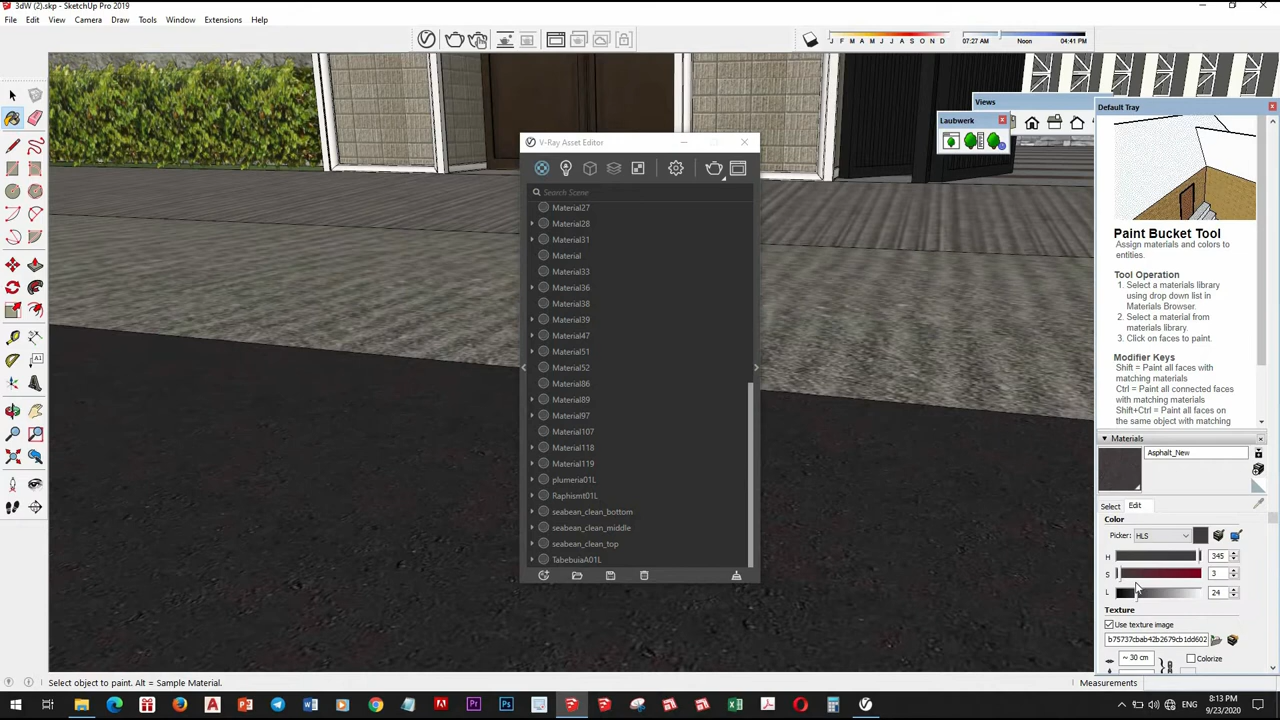 3dW (2).skp - SketchUp Pro 2019
File Edit View Camera Draw Tools Window Extensions Help
J F M A M J J A S O N D
07:27 AM Noon 04:41 PM
Views
Default Tray
Laubwerk
V-Ray Asset Editor
Search Scene
Material27
Material28
Material31
Material
Material33
Material36
Material38
Material39
Material47
Material51
Material52
Material86
Material89
Material97
Material107
Material118
Material119
plumeria01L
Raphismt01L
seabean_clean_bottom
seabean_clean_middle
seabean_clean_top
TabebuiaA01L
Paint Bucket Tool
Assign materials and colors to
entities.
Tool Operation
1. Select a materials library
using drop down list in
Materials Browser.
2. Select a material from
materials library.
3. Click on faces to paint.
Modifier Keys
Shift = Paint all faces with
matching materials
Ctrl = Paint all connected faces
with matching materials
Shift+Ctrl = Paint all faces on
the same object with matching
Materials
Asphalt_New
Select Edit
Color
Picker: HLS
H 345
S 3
L 24
Texture
Use texture image
b75737cbab42b2679cb1dd602
~ 30 cm
Colorize
Select object to paint. Alt = Sample Material.
Measurements
ENG
8:13 PM
9/23/2020